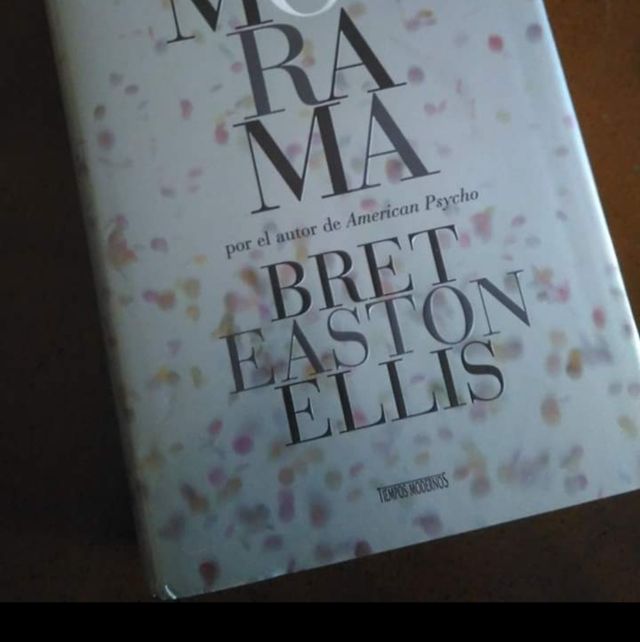 MO
RA
MA
por el autor de American Psycho
BRET
EASTON
ELLIS
TIEMPOS MODERNOS